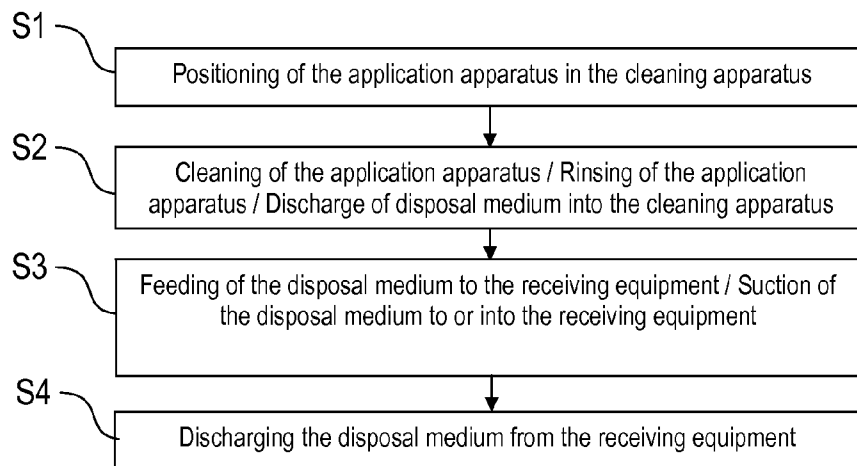 S1
Positioning of the application apparatus in the cleaning apparatus
S2
Cleaning of the application apparatus / Rinsing of the application
apparatus / Discharge of disposal medium into the cleaning apparatus
S3
Feeding of the disposal medium to the receiving equipment / Suction of
the disposal medium to or into the receiving equipment
S4
Discharging the disposal medium from the receiving equipment